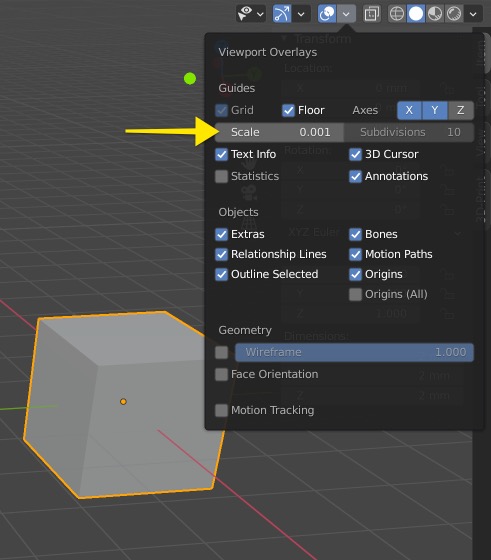 Viewport Overlays
Guides
Grid Floor Axes X Y Z
Scale 0.001 Subdivisions 10
Text Info 3D Cursor
Statistics Annotations
Objects
Extras Bones
Relationship Lines Motion Paths
Outline Selected Origins
Origins (All)
Geometry
Wireframe 1.000
Face Orientation
Motion Tracking